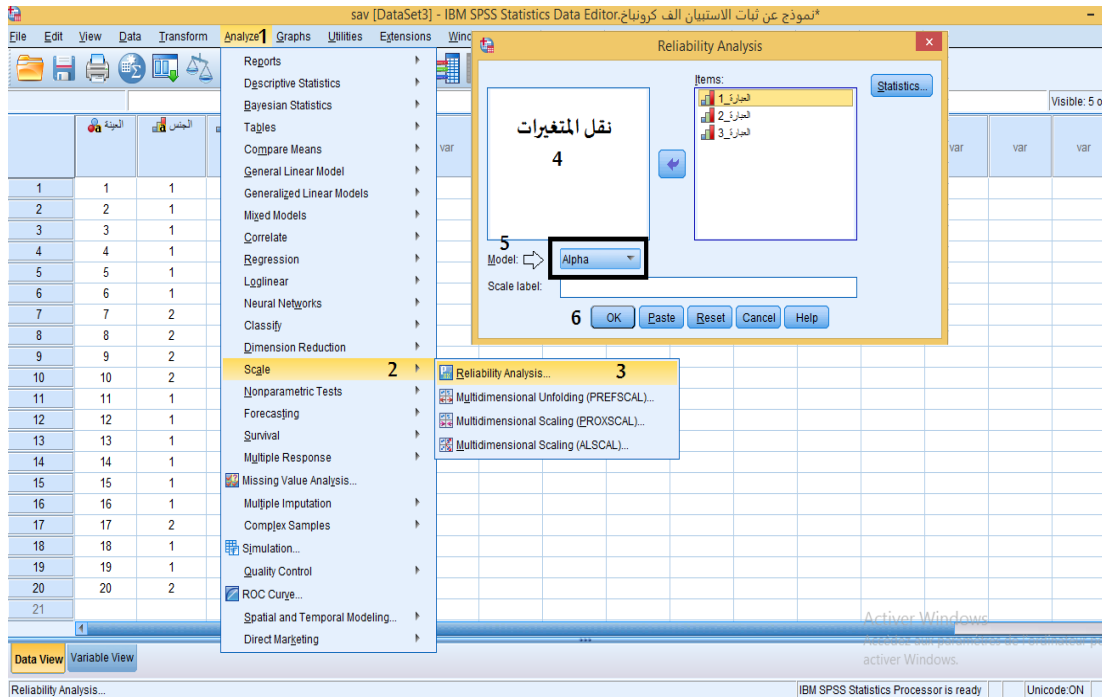 *نموذج عن ثبات الاستبيان الف كرونباخ.sav [DataSet3] - IBM SPSS Statistics Data Editor
File Edit View Data Transform Analyze 1 Graphs Utilities Extensions Wind
Visible: 5 o
العينة الجنس var var var var
1 1 1
2 2 1
3 3 1
4 4 1
5 5 1
6 6 1
7 7 2
8 8 2
9 9 2
10 10 2
11 11 1
12 12 1
13 13 1
14 14 1
15 15 1
16 16 1
17 17 2
18 18 1
19 19 1
20 20 2
21
Reports
Descriptive Statistics
Bayesian Statistics
Tables
Compare Means
General Linear Model
Generalized Linear Models
Mixed Models
Correlate
Regression
Loglinear
Neural Networks
Classify
Dimension Reduction
Scale 2
Nonparametric Tests
Forecasting
Survival
Multiple Response
Missing Value Analysis...
Multiple Imputation
Complex Samples
Simulation...
Quality Control
ROC Curve...
Spatial and Temporal Modeling...
Direct Marketing
Reliability Analysis... 3
Multidimensional Unfolding (PREFSCAL)...
Multidimensional Scaling (PROXSCAL)...
Multidimensional Scaling (ALSCAL)...
Reliability Analysis
Items:
Statistics...
العبارة_1
العبارة_2
العبارة_3
نقل المتغيرات
4
5
Model: Alpha
Scale label:
6 OK Paste Reset Cancel Help
Activer Windows
activer Windows.
Data View Variable View
Reliability Analysis... IBM SPSS Statistics Processor is ready Unicode:ON